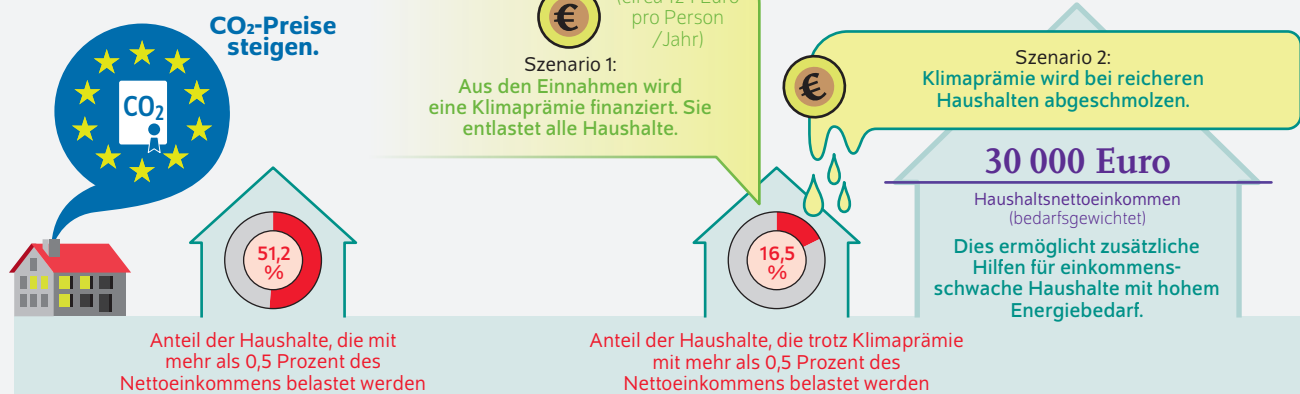 CO₂-Preise
steigen.
CO₂
pro Person
/Jahr)
Szenario 1:
Aus den Einnahmen wird
eine Klimaprämie finanziert. Sie
entlastet alle Haushalte.
€
€
Szenario 2:
Klimaprämie wird bei reicheren
Haushalten abgeschmolzen.
30 000 Euro
Haushaltsnettoeinkommen
(bedarfsgewichtet)
Dies ermöglicht zusätzliche
Hilfen für einkommens-
schwache Haushalte mit hohem
Energiebedarf.
51,2
%
Anteil der Haushalte, die mit
mehr als 0,5 Prozent des
Nettoeinkommens belastet werden
16,5
%
Anteil der Haushalte, die trotz Klimaprämie
mit mehr als 0,5 Prozent des
Nettoeinkommens belastet werden